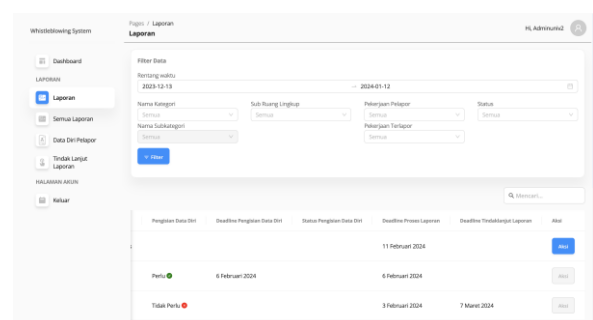 Whistleblowing System
Pages / Laporan
Laporan
Hi, Adminuniv2
Dashboard
LAPORAN
Laporan
Semua Laporan
Data Diri Pelapor
Tindak Lanjut
Laporan
HALAMAN AKUN
Keluar
Filter Data
Rentang waktu
2023-12-13 → 2024-01-12
Nama Kategori Sub Ruang Lingkup Pekerjaan Pelapor Status
Semua Semua Semua Semua
Nama Subkategori Pekerjaan Terlapor
Semua Semua
Filter
Mencari...
Pengisian Data Diri Deadline Pengisian Data Diri Status Pengisian Data Diri Deadline Proses Laporan Deadline Tindaklanjut Laporan Aksi
11 Februari 2024 Aksi
Perlu 6 Februari 2024 6 Februari 2024 Aksi
Tidak Perlu 3 Februari 2024 7 Maret 2024 Aksi